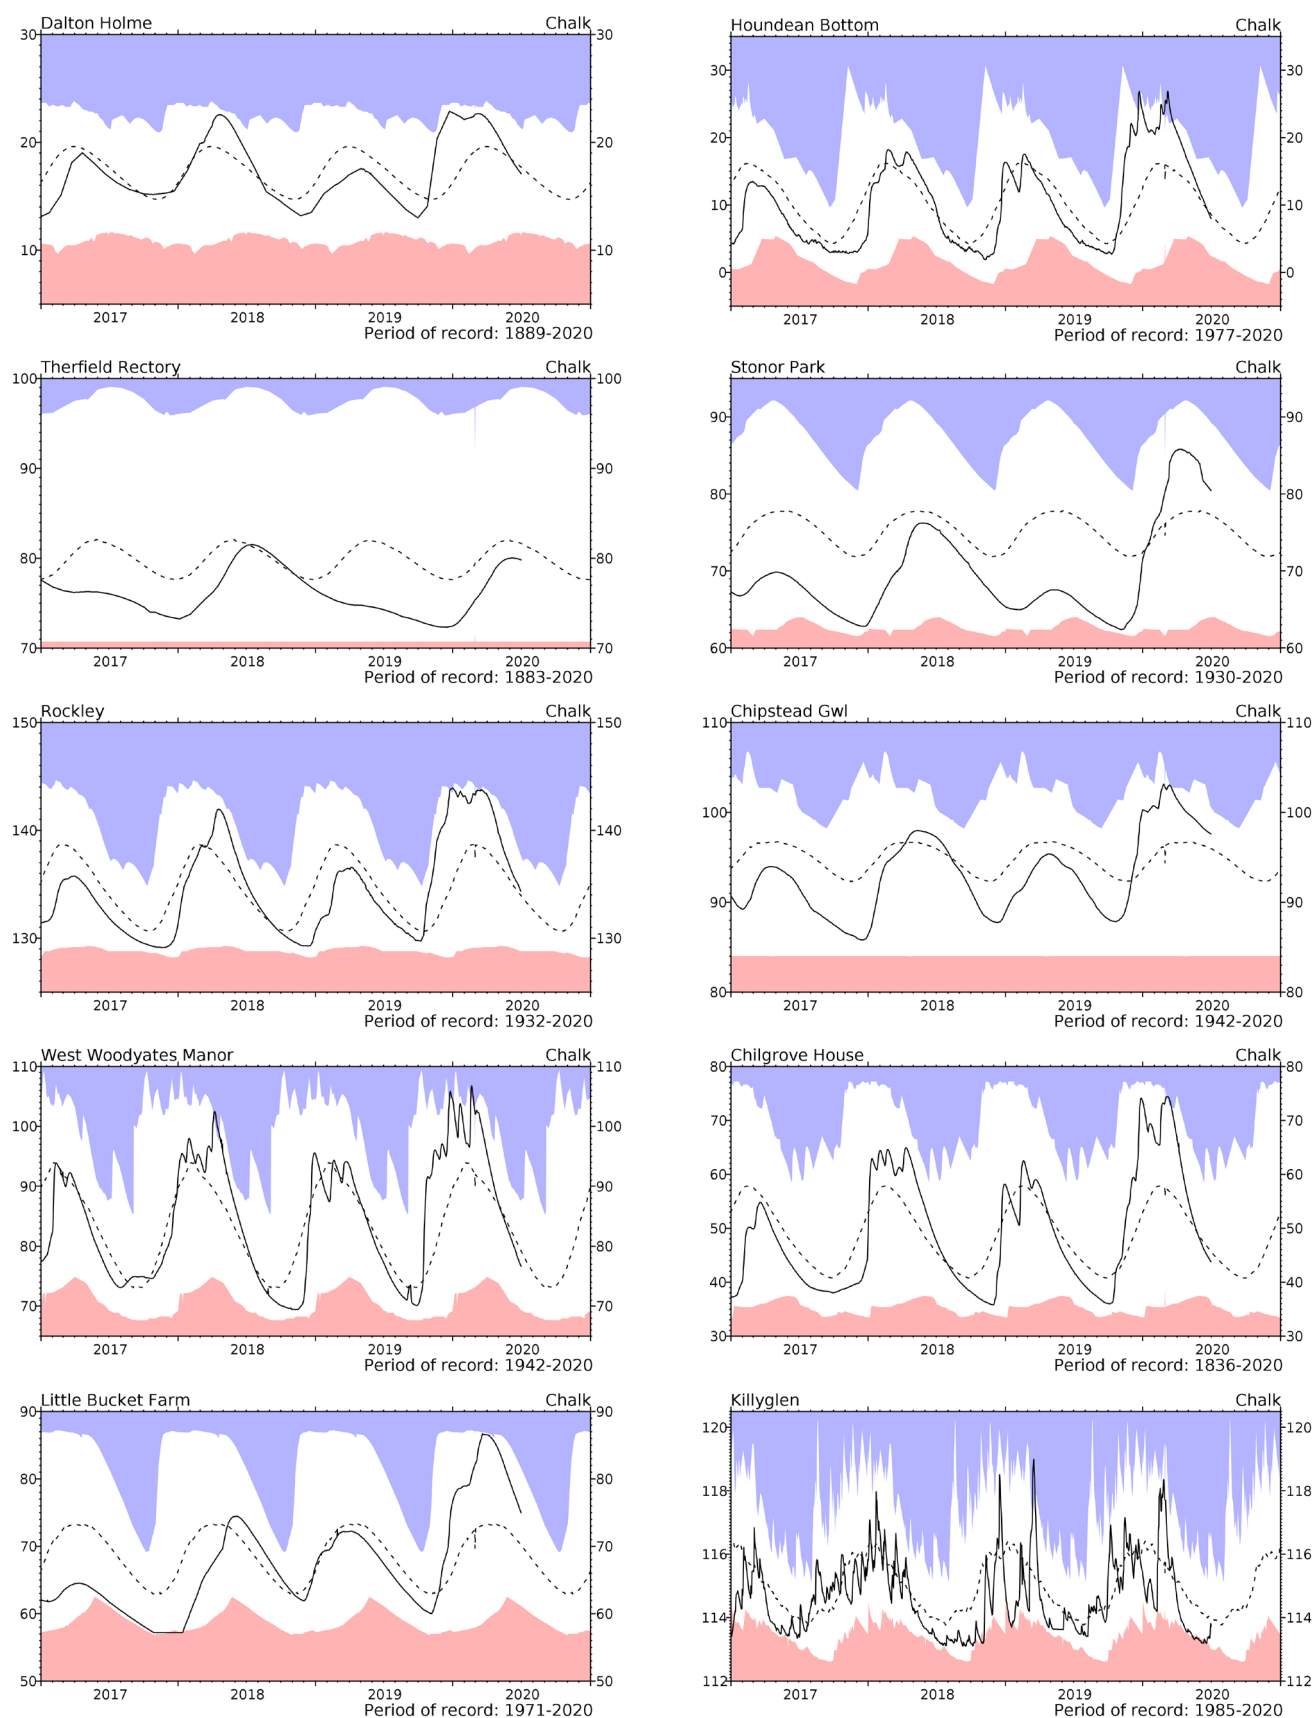 Dalton Holme Chalk
30 30
20 20
10 10
2017 2018 2019 2020
Period of record: 1889-2020
Houndean Bottom Chalk
30 30
20 20
10 10
0 0
2017 2018 2019 2020
Period of record: 1977-2020
Therfield Rectory Chalk
100 100
90 90
80 80
70 70
2017 2018 2019 2020
Period of record: 1883-2020
Stonor Park Chalk
90 90
80 80
70 70
60 60
2017 2018 2019 2020
Period of record: 1930-2020
Rockley Chalk
150 150
140 140
130 130
2017 2018 2019 2020
Period of record: 1932-2020
Chipstead Gwl Chalk
110 110
100 100
90 90
80 80
2017 2018 2019 2020
Period of record: 1942-2020
West Woodyates Manor Chalk
110 110
100 100
90 90
80 80
70 70
2017 2018 2019 2020
Period of record: 1942-2020
Chilgrove House Chalk
80 80
70 70
60 60
50 50
40 40
30 30
2017 2018 2019 2020
Period of record: 1836-2020
Little Bucket Farm Chalk
90 90
80 80
70 70
60 60
50 50
2017 2018 2019 2020
Period of record: 1971-2020
Killyglen Chalk
120 120
118 118
116 116
114 114
112 112
2017 2018 2019 2020
Period of record: 1985-2020